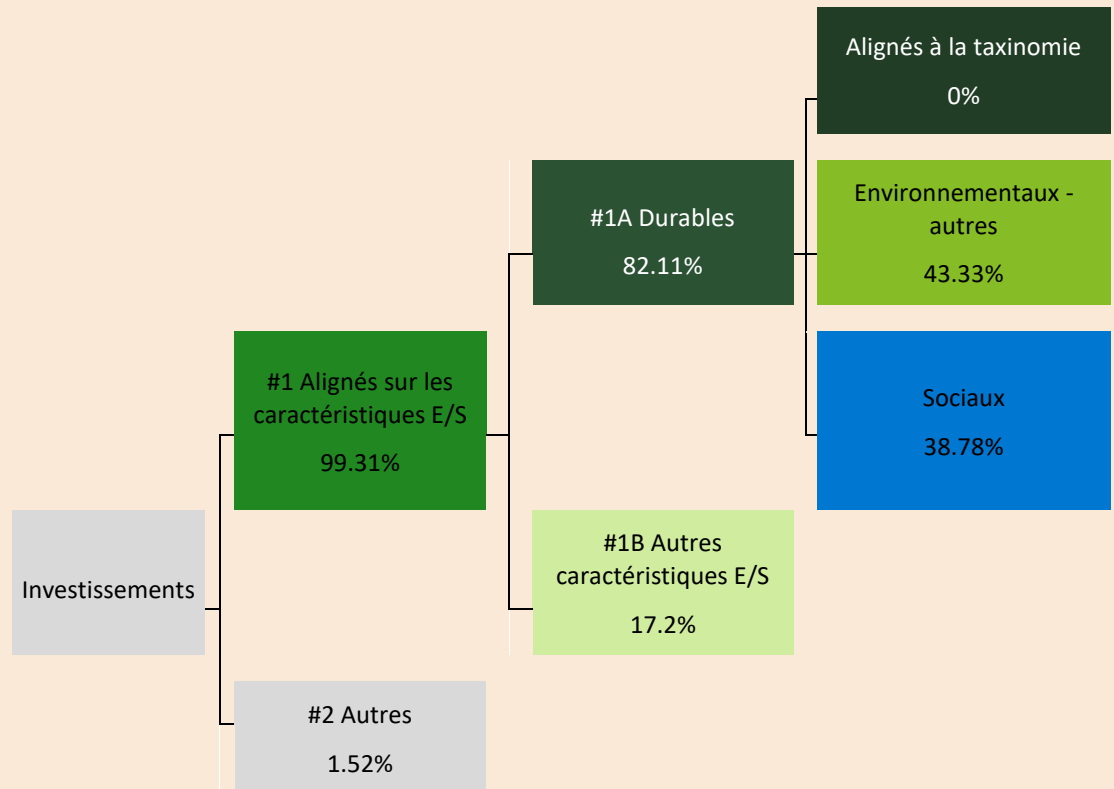 Investissements
#1 Alignés sur les
caractéristiques E/S
99.31%
#2 Autres
1.52%
#1A Durables
82.11%
#1B Autres
caractéristiques E/S
17.2%
Alignés à la taxinomie
0%
Environnementaux -
autres
43.33%
Sociaux
38.78%